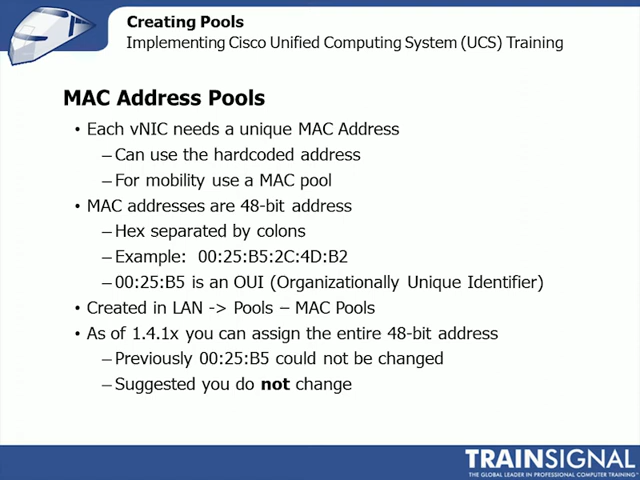 Creating Pools
Implementing Cisco Unified Computing System (UCS) Training
MAC Address Pools
• Each vNIC needs a unique MAC Address
– Can use the hardcoded address
– For mobility use a MAC pool
• MAC addresses are 48-bit address
– Hex separated by colons
– Example: 00:25:B5:2C:4D:B2
– 00:25:B5 is an OUI (Organizationally Unique Identifier)
• Created in LAN -> Pools – MAC Pools
• As of 1.4.1x you can assign the entire 48-bit address
– Previously 00:25:B5 could not be changed
– Suggested you do not change
TRAINSIGNAL
THE GLOBAL LEADER IN PROFESSIONAL COMPUTER TRAINING